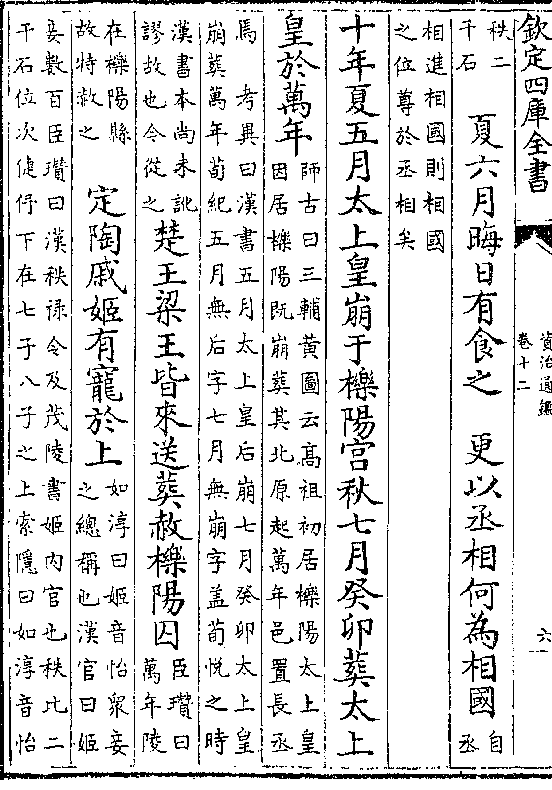 欽定四庫全書
資治通鑑
卷十二
六
秩二
千石
夏六月晦日有食之 更以丞相何為相國
自
丞
相進相國則相國
之位尊於丞相矣
十年夏五月太上皇崩于櫟陽宫秋七月癸卯葬太上
皇於萬年
師古曰三輔黄圖云高祖初居櫟陽太上皇
因居櫟陽既崩葬其北原起萬年邑置長丞
焉 考異曰漢書五月太上皇后崩七月癸卯太上皇
崩葬萬年荀紀五月無后字七月無崩字盖荀悦之時
漢書本尚未訛
謬故也今從之
楚王梁王皆來送葬赦櫟陽囚
臣瓚曰
萬年陵
在櫟陽縣
故特赦之
定陶戚姬有寵於上
如淳曰姬音怡衆妾
之總稱也漢官曰姬
妾數百臣瓚曰漢秩禄令及茂陵書姬内官也秩比二
千石位次倢伃下在七子八子之上索隱曰如淳音怡